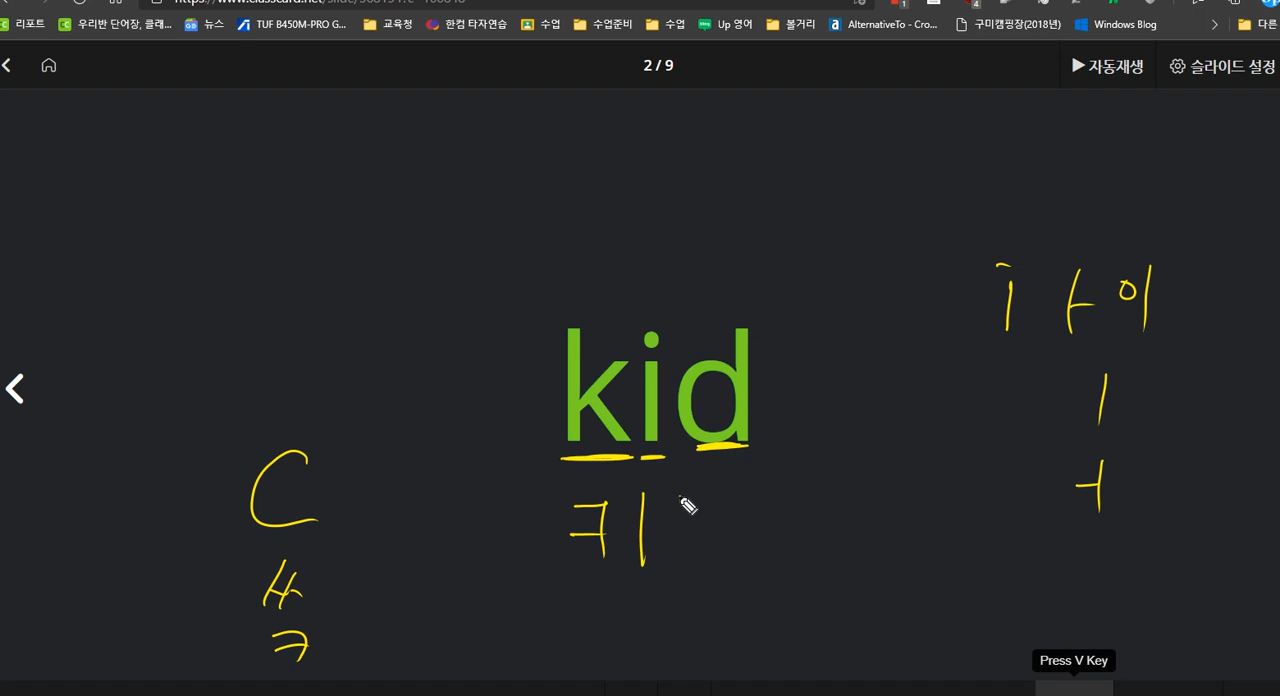 리포트 우리반 단어장, 클래... 뉴스 TUF B450M-PRO G... 교육청 한컴 타자연습 수업 수업준비 수업 Up 영어 볼거리 AlternativeTo - Cro... 구미캠핑장(2018년) Windows Blog 다른
2 / 9 ▶자동재생 슬라이드 설정
kid
ㅋㅣ
C
ㅆ
ㅋ
i ㅏ이
ㅣ
ㅓ
Press V Key